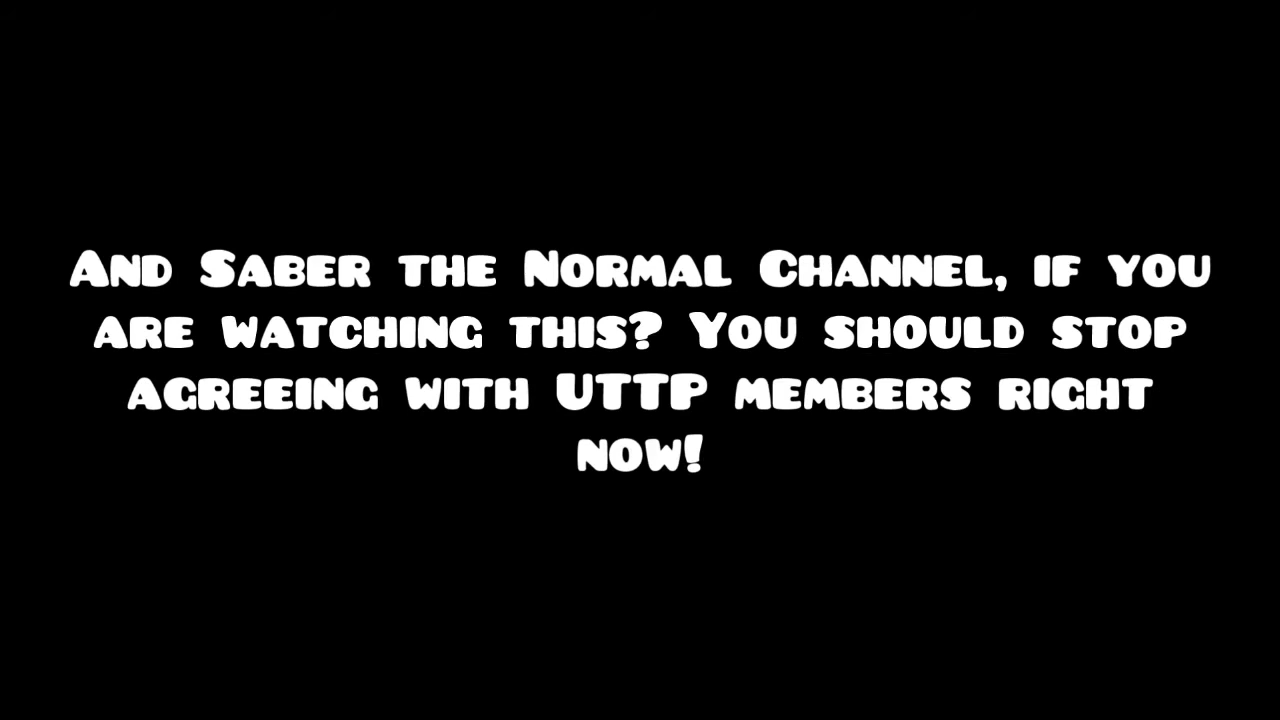 And Saber the Normal Channel, if you
are watching this? You should stop
agreeing with UTTP members right
now!